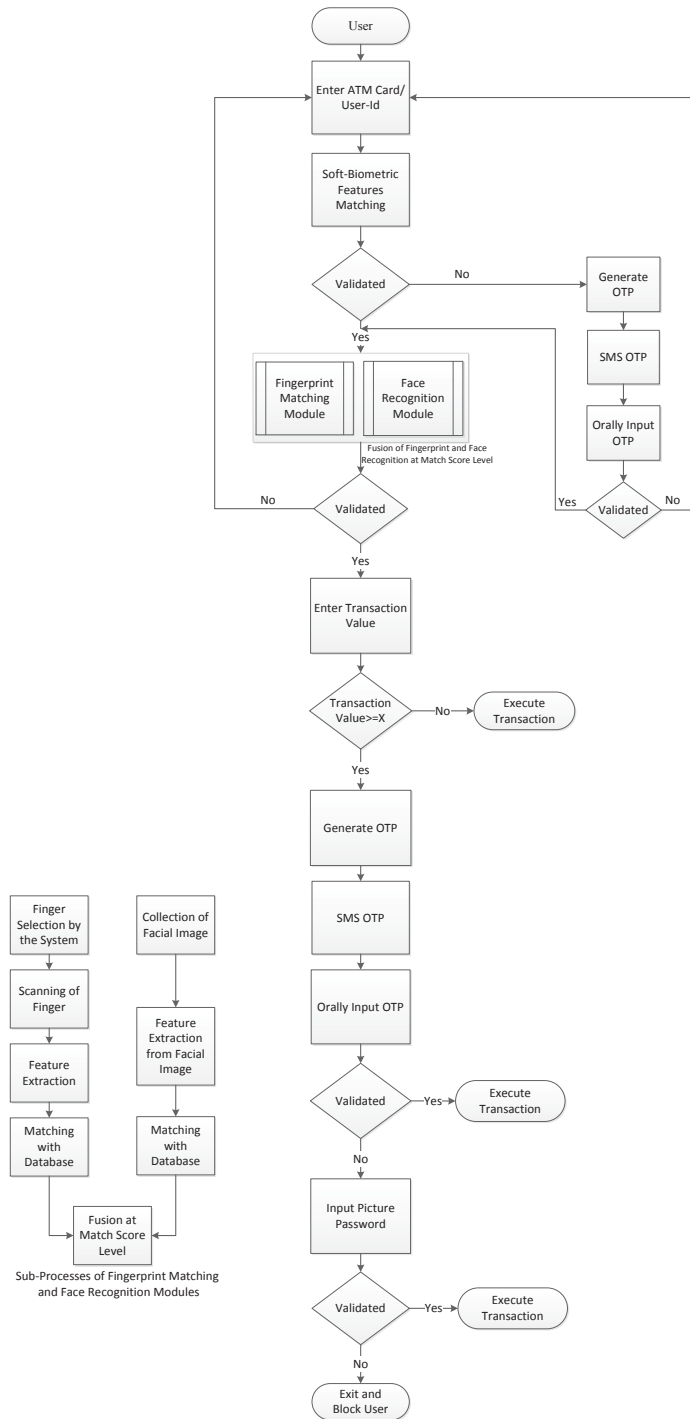 User
Enter ATM Card/
User-Id
Soft-Biometric
Features
Matching
Validated
No
Generate
OTP
SMS OTP
Orally Input
OTP
Validated
Yes
No
Yes
Fingerprint
Matching
Module
Face
Recognition
Module
Fusion of Fingerprint and Face
Recognition at Match Score Level
Validated
No
Yes
Enter Transaction
Value
Transaction
Value>=X
No
Execute
Transaction
Yes
Generate OTP
SMS OTP
Orally Input OTP
Validated
Yes
Execute
Transaction
No
Input Picture
Password
Validated
Yes
Execute
Transaction
No
Exit and
Block User
Finger
Selection by
the System
Scanning of
Finger
Feature
Extraction
Matching
with
Database
Collection of
Facial Image
Feature
Extraction
from Facial
Image
Matching
with
Database
Fusion at
Match Score
Level
Sub-Processes of Fingerprint Matching
and Face Recognition Modules